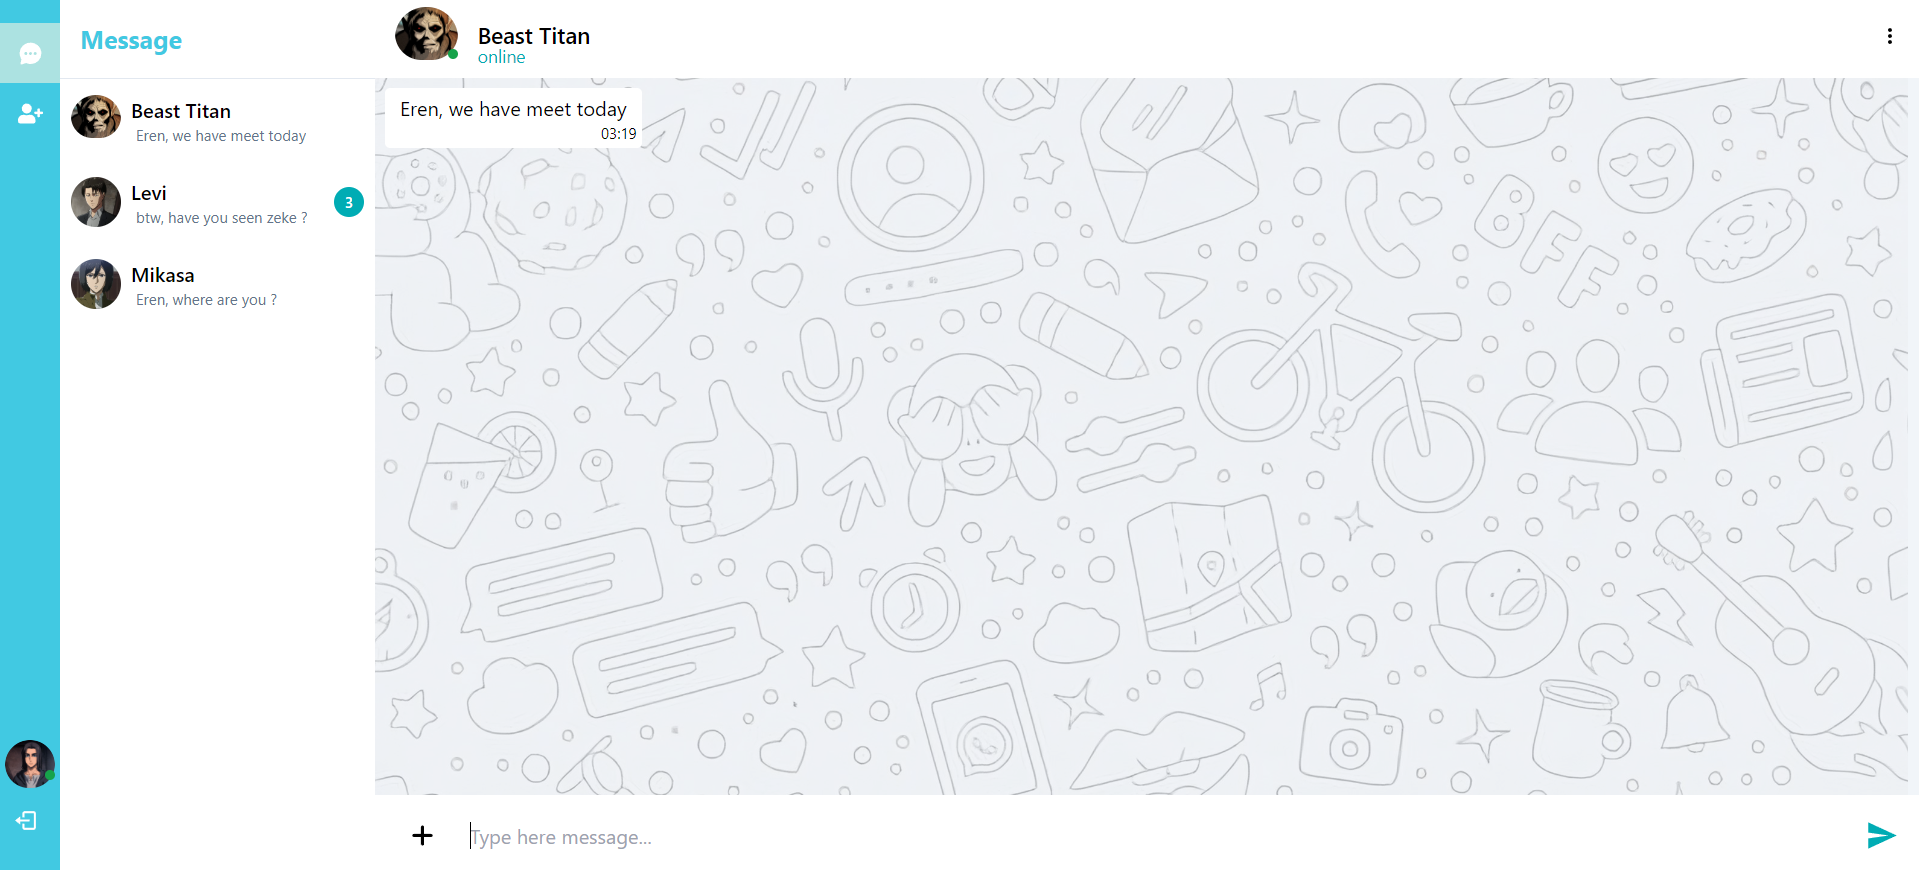 Message
Beast Titan
Eren, we have meet today
Levi
btw, have you seen zeke ?
3
Mikasa
Eren, where are you ?
Beast Titan
online
Eren, we have meet today
03:19
BFF
Type here message...